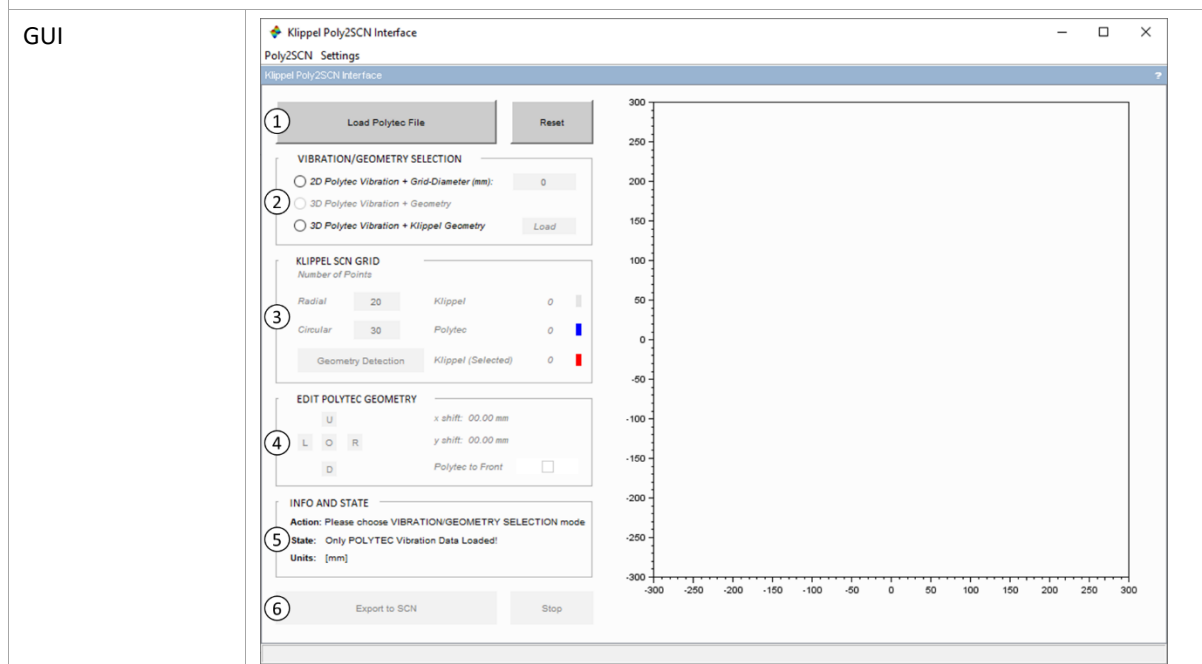 GUI
Klippel Poly2SCN Interface
Poly2SCN Settings
Klippel Poly2SCN Interface ?
1 Load Polytec File Reset
VIBRATION/GEOMETRY SELECTION
2D Polytec Vibration + Grid-Diameter (mm): 0
2 3D Polytec Vibration + Geometry
3D Polytec Vibration + Klippel Geometry Load
KLIPPEL SCN GRID
Number of Points
Radial 20 Klippel 0
3
Circular 30 Polytec 0
Geometry Detection Klippel (Selected) 0
EDIT POLYTEC GEOMETRY
U x shift: 00.00 mm
4 L O R y shift: 00.00 mm
D Polytec to Front
INFO AND STATE
Action: Please choose VIBRATION/GEOMETRY SELECTION mode
5 State: Only POLYTEC Vibration Data Loaded!
Units: [mm]
6 Export to SCN Stop
300
250
200
150
100
50
0
-50
-100
-150
-200
-250
-300
-300 -250 -200 -150 -100 -50 0 50 100 150 200 250 300